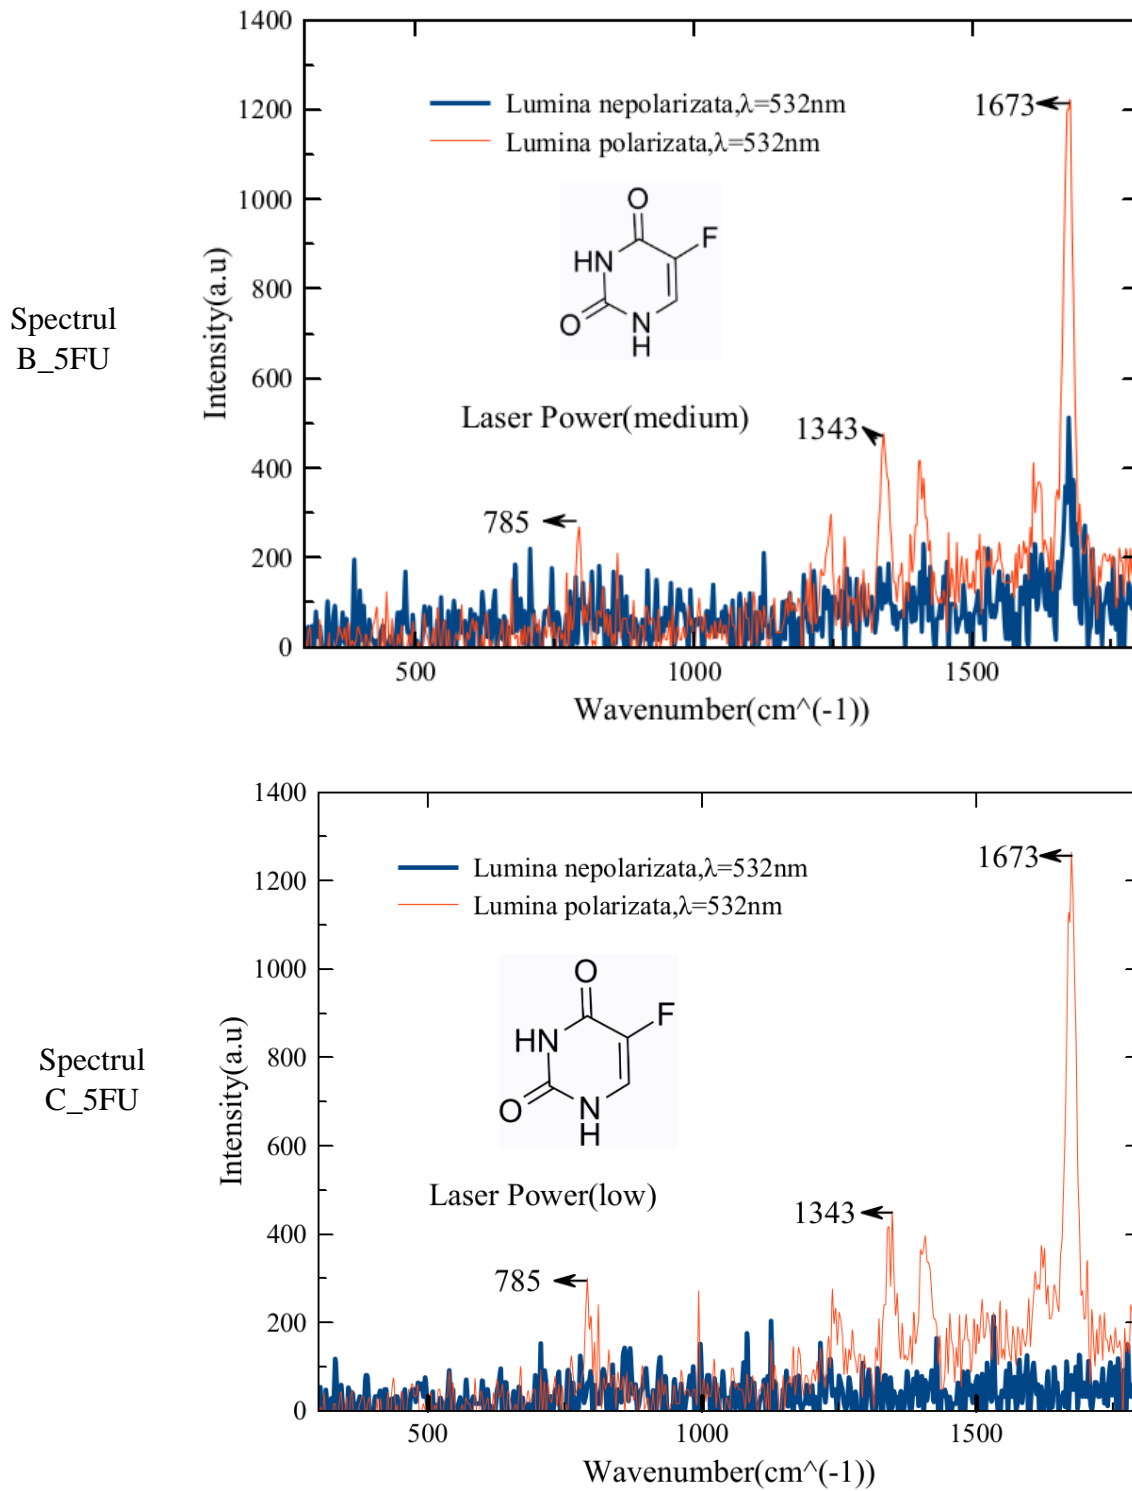 Spectrul
B_5FU
Intensity(a.u)
1400
1200
1000
800
600
400
200
0
Lumina nepolarizata,λ=532nm
Lumina polarizata,λ=532nm
O
F
HN
O
N
H
Laser Power(medium)
785
1343
1673
500
1000
1500
Wavenumber(cm^(-1))
Spectrul
C_5FU
Intensity(a.u)
1400
1200
1000
800
600
400
200
0
Lumina nepolarizata,λ=532nm
Lumina polarizata,λ=532nm
O
F
HN
O
N
H
Laser Power(low)
785
1343
1673
500
1000
1500
Wavenumber(cm^(-1))